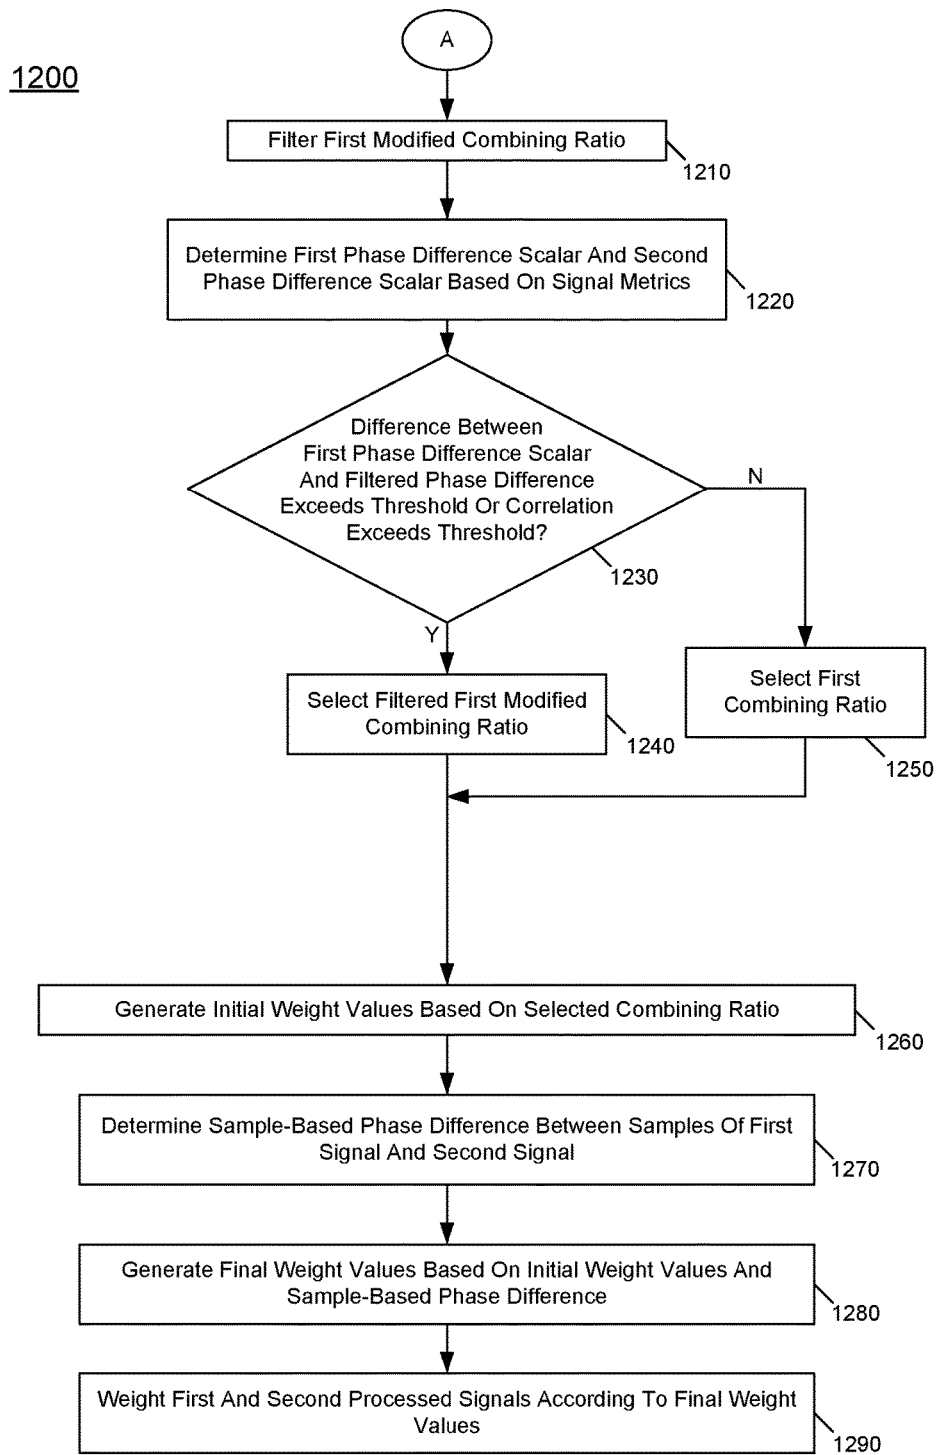 A
1200
Filter First Modified Combining Ratio
1210
Determine First Phase Difference Scalar And Second
Phase Difference Scalar Based On Signal Metrics
1220
Difference Between
First Phase Difference Scalar
And Filtered Phase Difference
Exceeds Threshold Or Correlation
Exceeds Threshold?
N
1230
Y
Select Filtered First Modified
Combining Ratio
1240
Select First
Combining Ratio
1250
Generate Initial Weight Values Based On Selected Combining Ratio
1260
Determine Sample-Based Phase Difference Between Samples Of First
Signal And Second Signal
1270
Generate Final Weight Values Based On Initial Weight Values And
Sample-Based Phase Difference
1280
Weight First And Second Processed Signals According To Final Weight
Values
1290